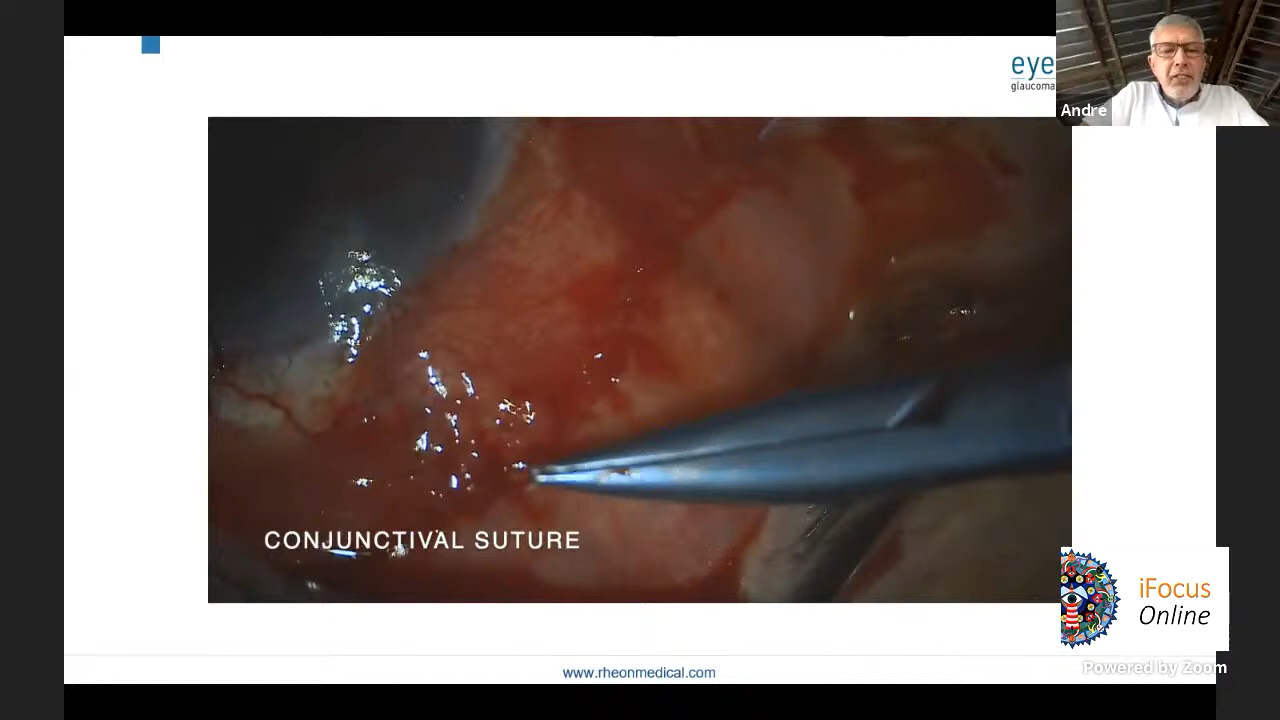 eye
glaucoma
Andre
CONJUNCTIVAL SUTURE
iFocus
Online
Powered by Zoom
www.rheonmedical.com